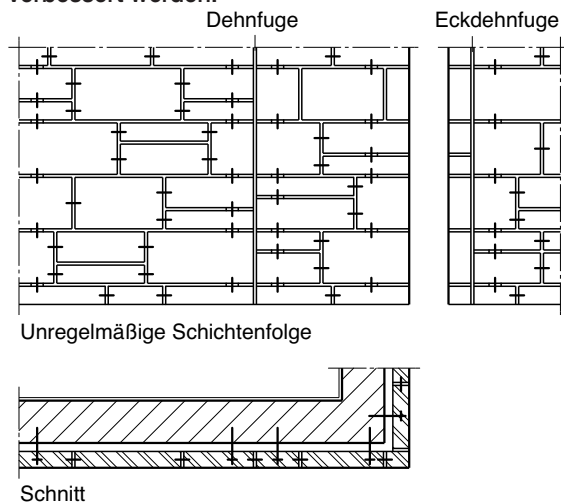 verbessert werden.
Dehnfuge
Eckdehnfuge
Unregelmäßige Schichtenfolge
Schnitt